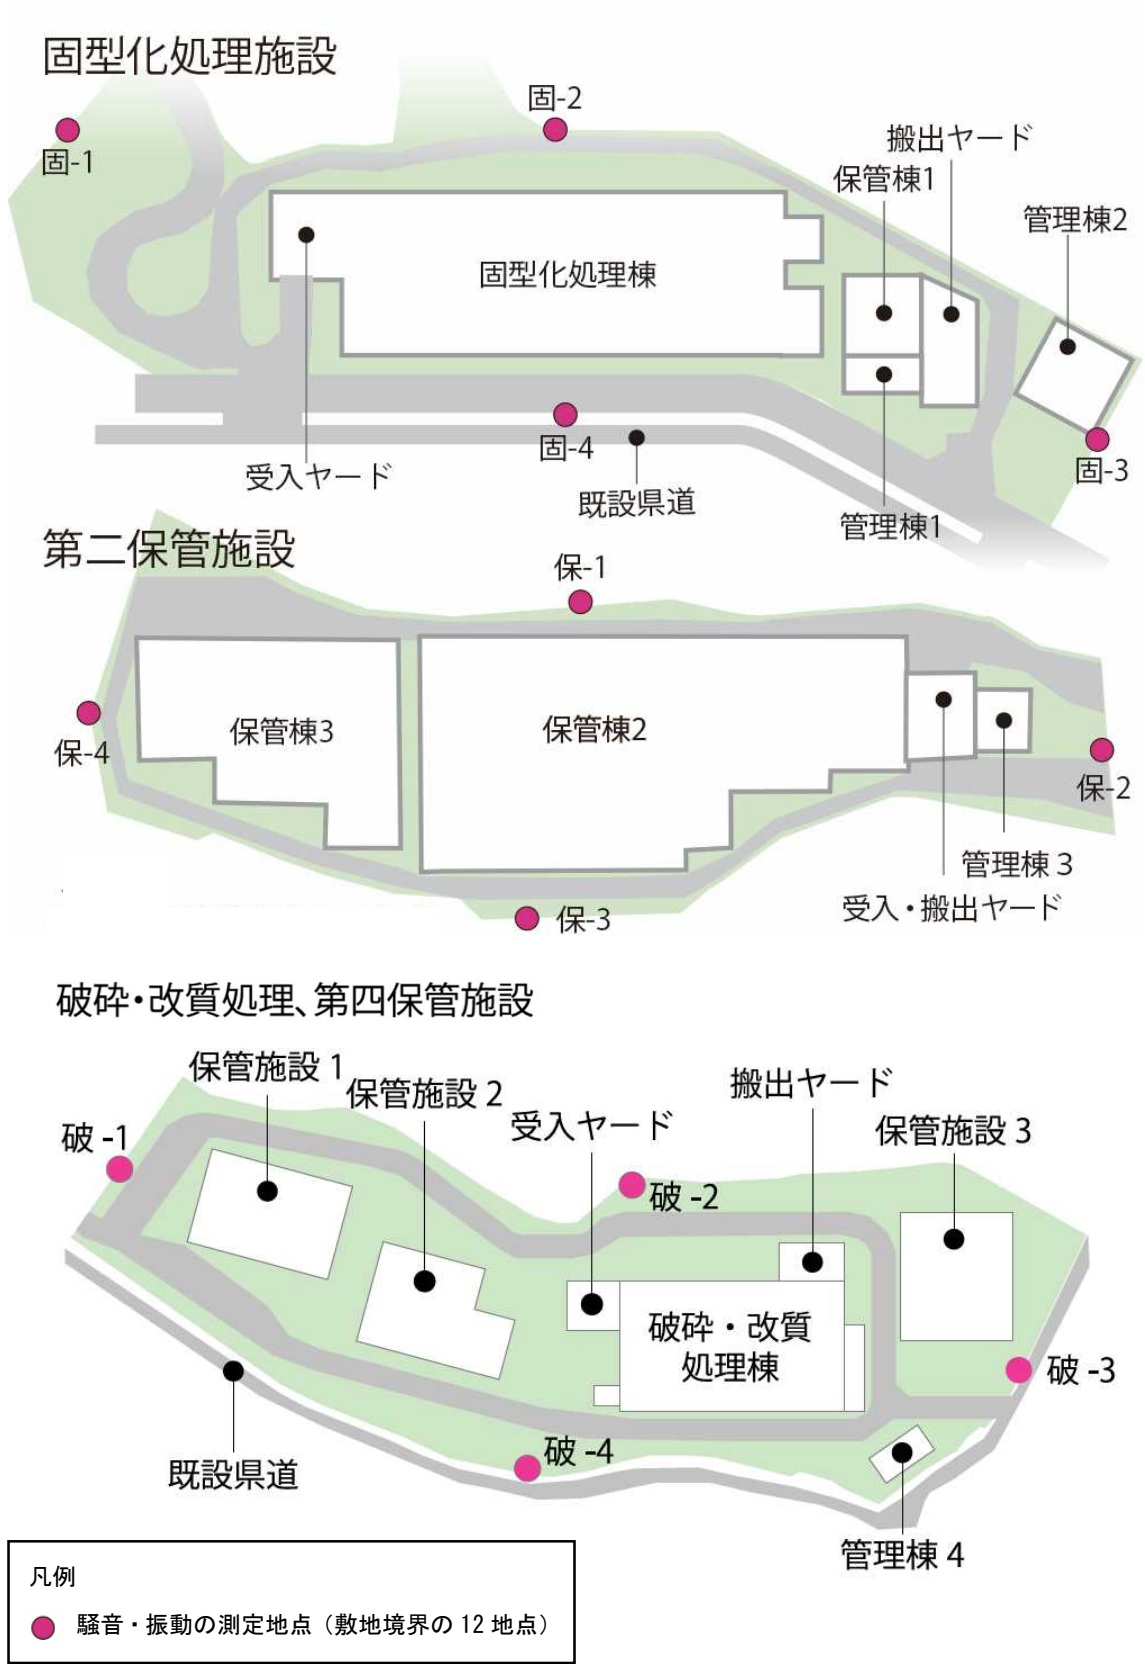 固型化処理施設
固-1
固-2
搬出ヤード
保管棟1
管理棟2
固型化処理棟
固-4
固-3
受入ヤード
既設県道
管理棟1
第二保管施設
保-1
保管棟3
保管棟2
保-4
保-2
管理棟 3
受入・搬出ヤード
保-3
破砕・改質処理、第四保管施設
保管施設 1
保管施設 2
搬出ヤード
受入ヤード
保管施設 3
破 -1
破 -2
破砕・改質
処理棟
破 -3
破 -4
既設県道
管理棟 4
凡例
騒音・振動の測定地点（敷地境界の 12 地点）